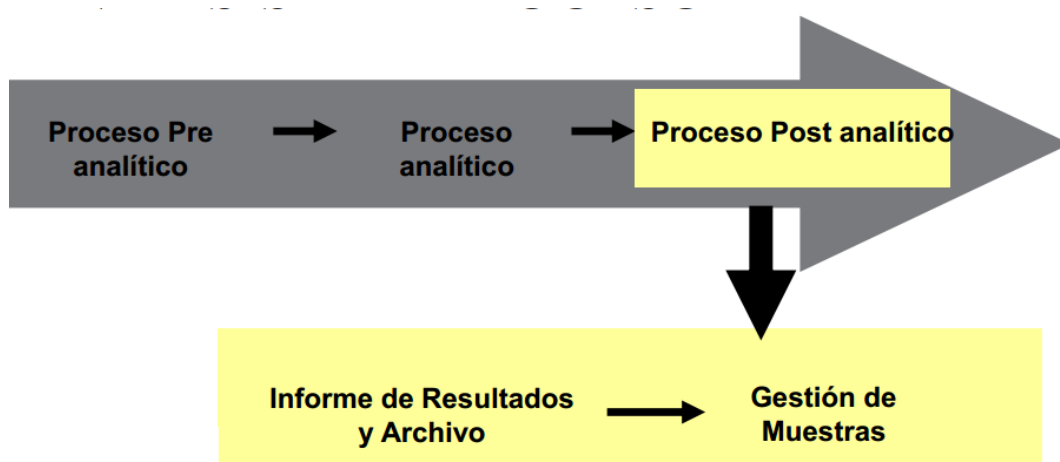 Proceso Pre
analítico
Proceso
analítico
Proceso Post analítico
Informe de Resultados
y Archivo
Gestión de
Muestras